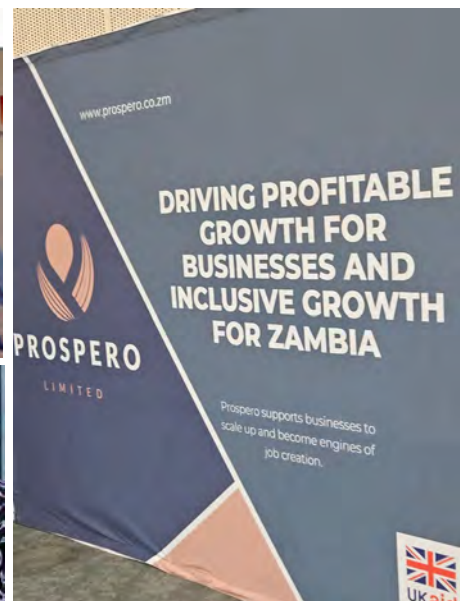 www.prospero.co.zm
DRIVING PROFITABLE
GROWTH FOR
BUSINESSES AND
INCLUSIVE GROWTH
FOR ZAMBIA
PROSPERO
LIMITED
Prospero supports businesses to
scale up and become engines of
job creation.
UKaid